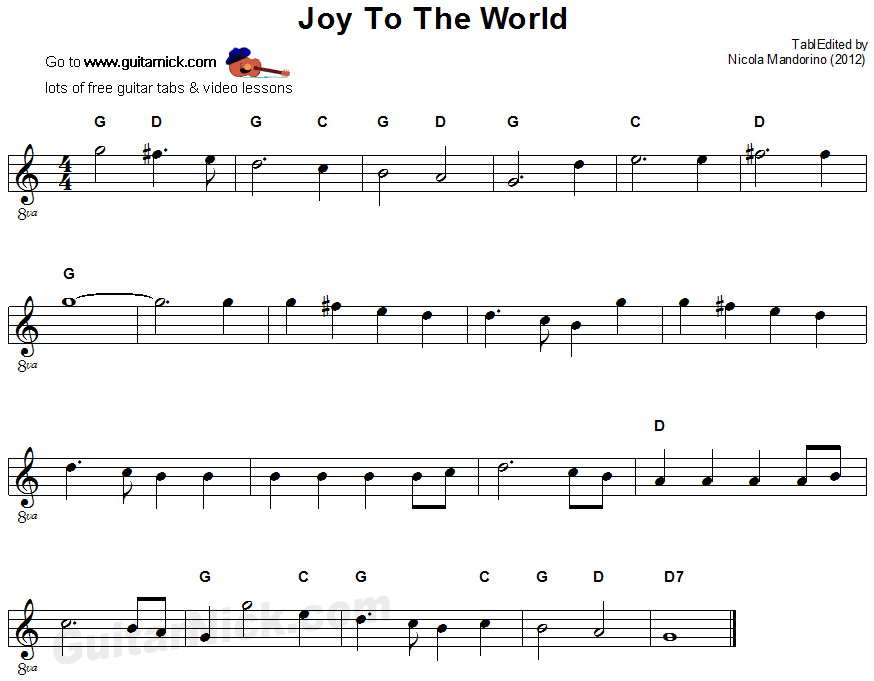 Joy To The World
TablEdited by
Nicola Mandorino (2012)
Go to www.guitarnick.com
lots of free guitar tabs & video lessons
G D G C G D G C D
4
4
8va
G
8va
D
8va
G C G C G D D7
GuitarNick.com
8va